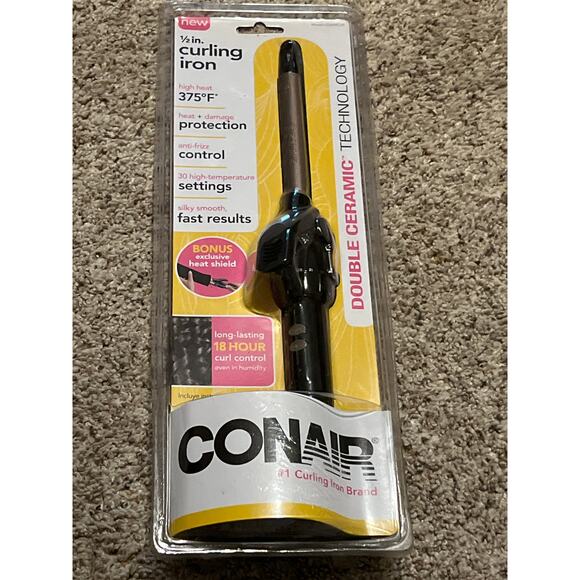 new
½ in.
curling
iron
high heat
375°F*
heat + damage
protection
anti-frizz
control
30 high-temperature
settings
silky smooth,
fast results
BONUS
exclusive
heat shield
long-lasting
18 HOUR
curl control
even in humidity
DOUBLE CERAMIC™ TECHNOLOGY
Incluye
CONAIR®
#1 Curling Iron Brand